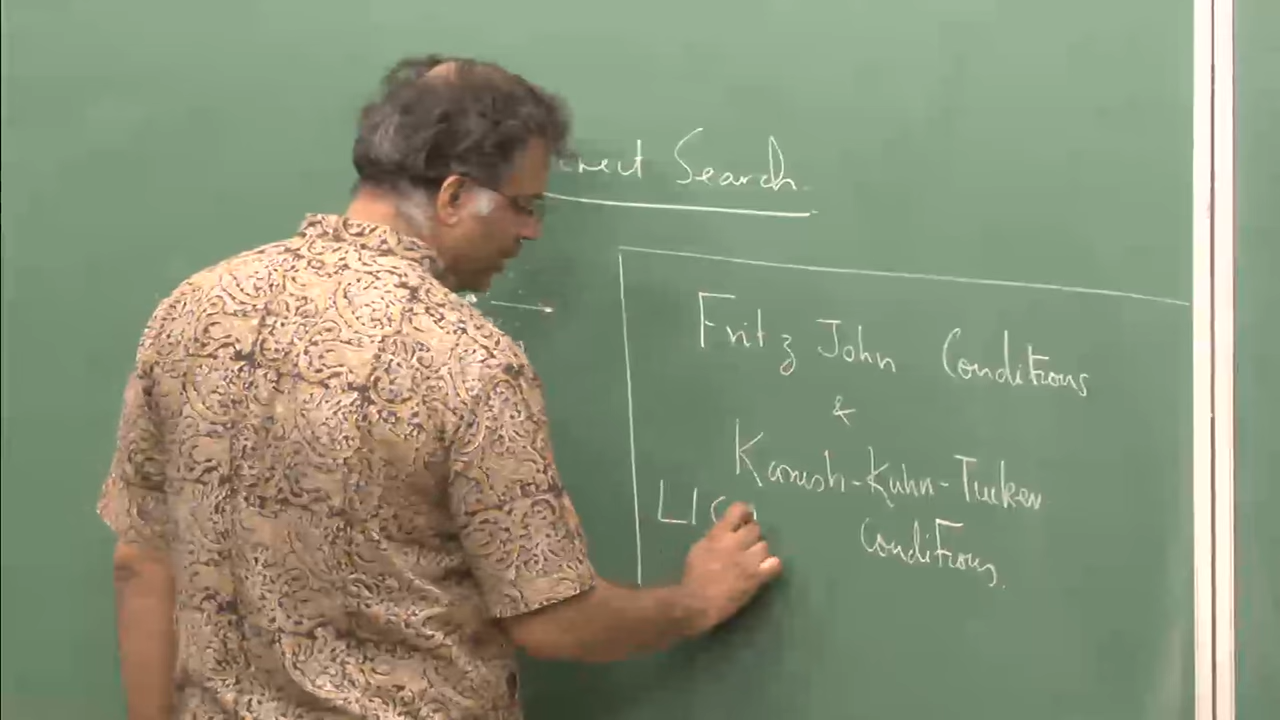 Search
Fritz John Conditions
&
Karush-Kuhn-Tucker
LIC
Conditions.